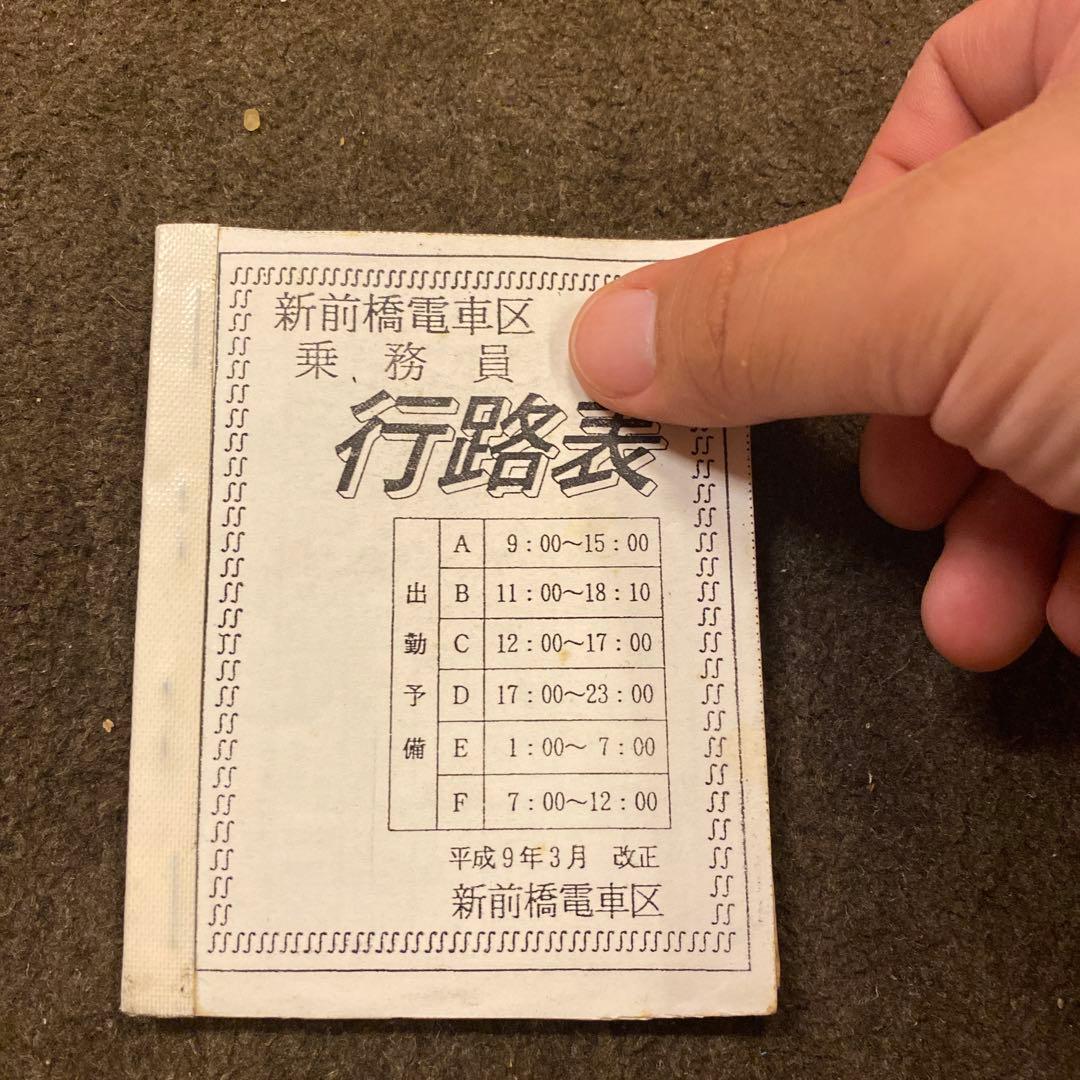 新前橋電車区
乗務員
行路表
出勤予備
A 9:00～15:00
B 11:00～18:10
C 12:00～17:00
D 17:00～23:00
E 1:00～ 7:00
F 7:00～12:00
平成9年3月 改正
新前橋電車区